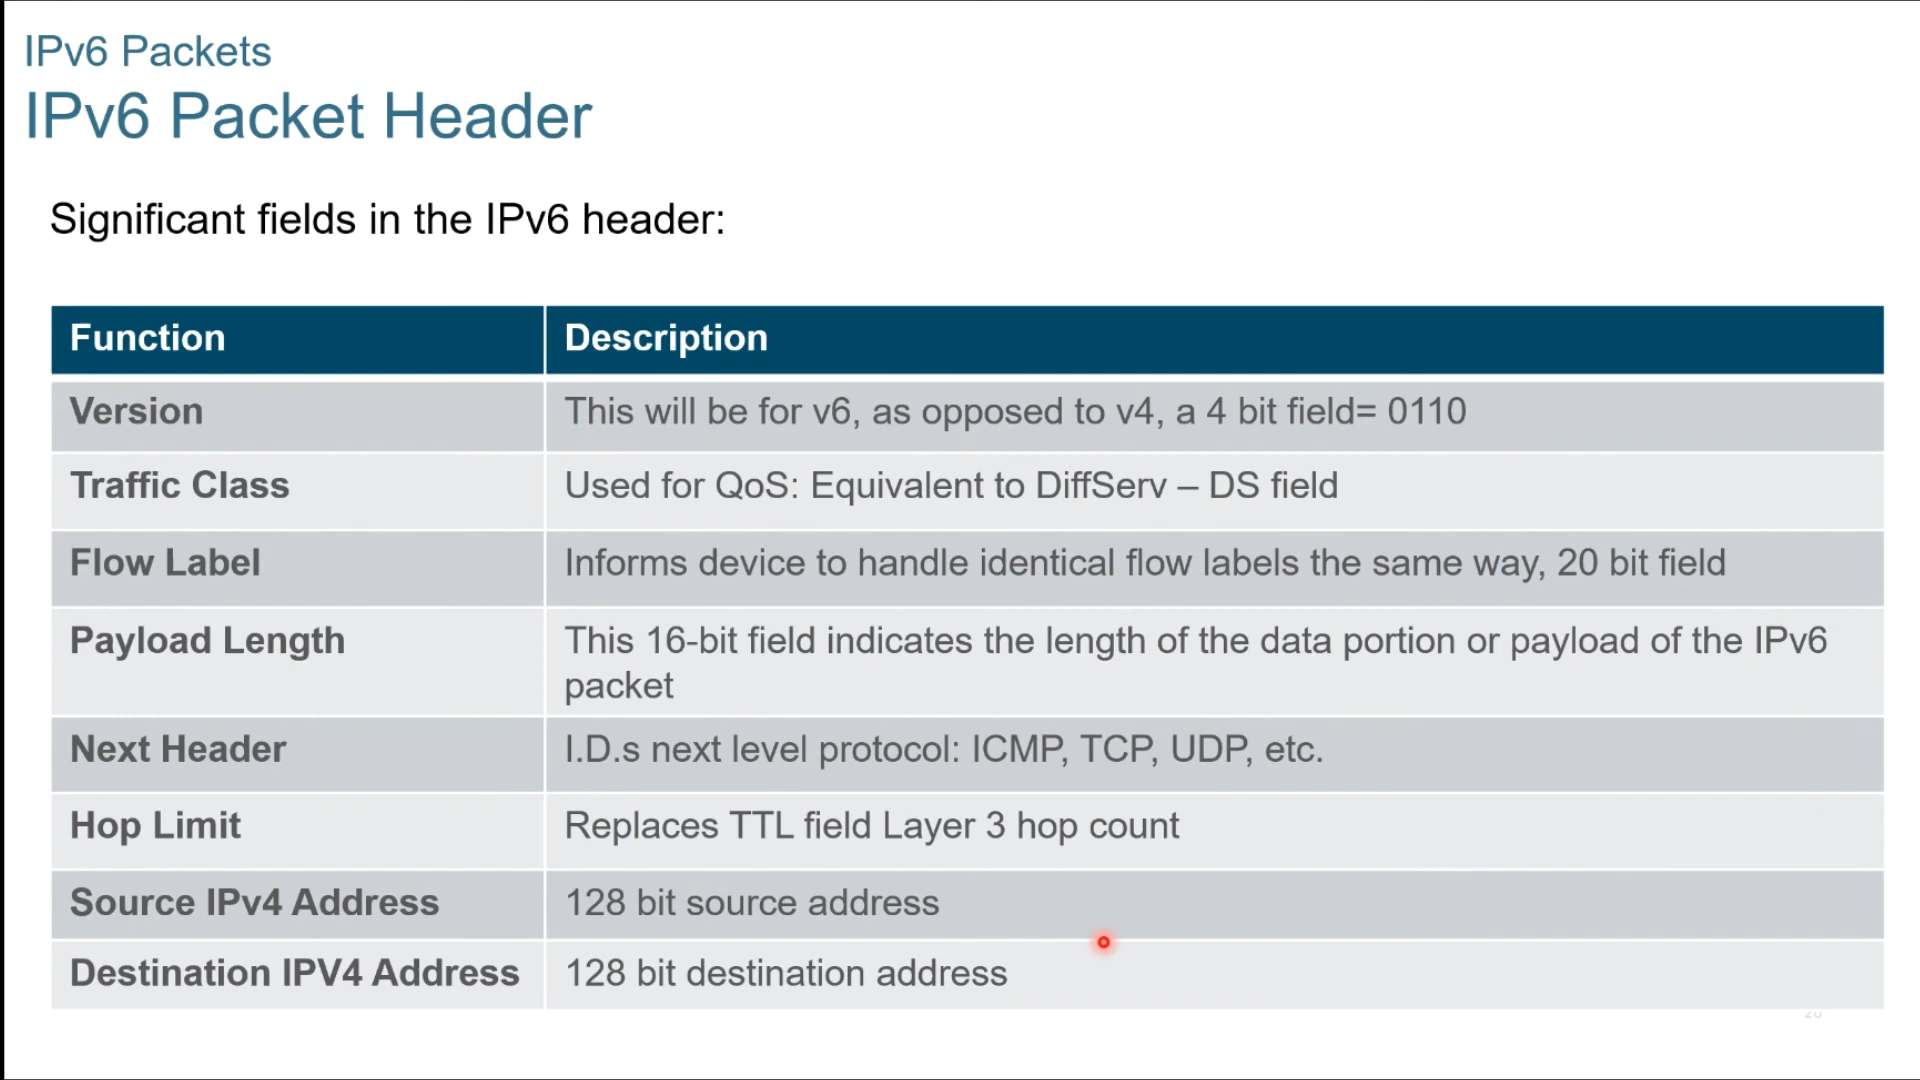 IPv6 Packets
IPv6 Packet Header
Significant fields in the IPv6 header:
Function Description
Version This will be for v6, as opposed to v4, a 4 bit field= 0110
Traffic Class Used for QoS: Equivalent to DiffServ – DS field
Flow Label Informs device to handle identical flow labels the same way, 20 bit field
Payload Length This 16-bit field indicates the length of the data portion or payload of the IPv6
packet
Next Header I.D.s next level protocol: ICMP, TCP, UDP, etc.
Hop Limit Replaces TTL field Layer 3 hop count
Source IPv4 Address 128 bit source address
Destination IPV4 Address 128 bit destination address